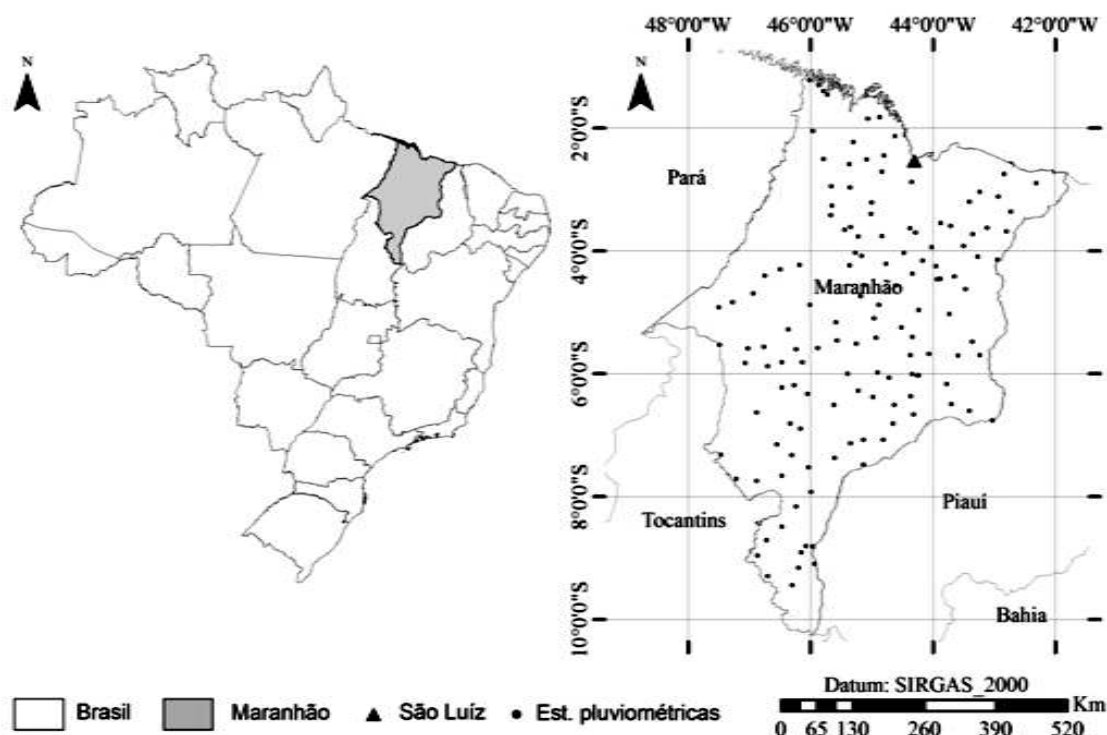 48°0'0"W 46°0'0"W 44°0'0"W 42°0'0"W
N
N
2°0'0"S
Pará
4°0'0"S
Maranhão
6°0'0"S
8°0'0"S
Tocantins
Piauí
10°0'0"S
Bahia
Datum: SIRGAS_2000
Brasil Maranhão São Luíz Est. pluviométricas
Km
0 65 130 260 390 520